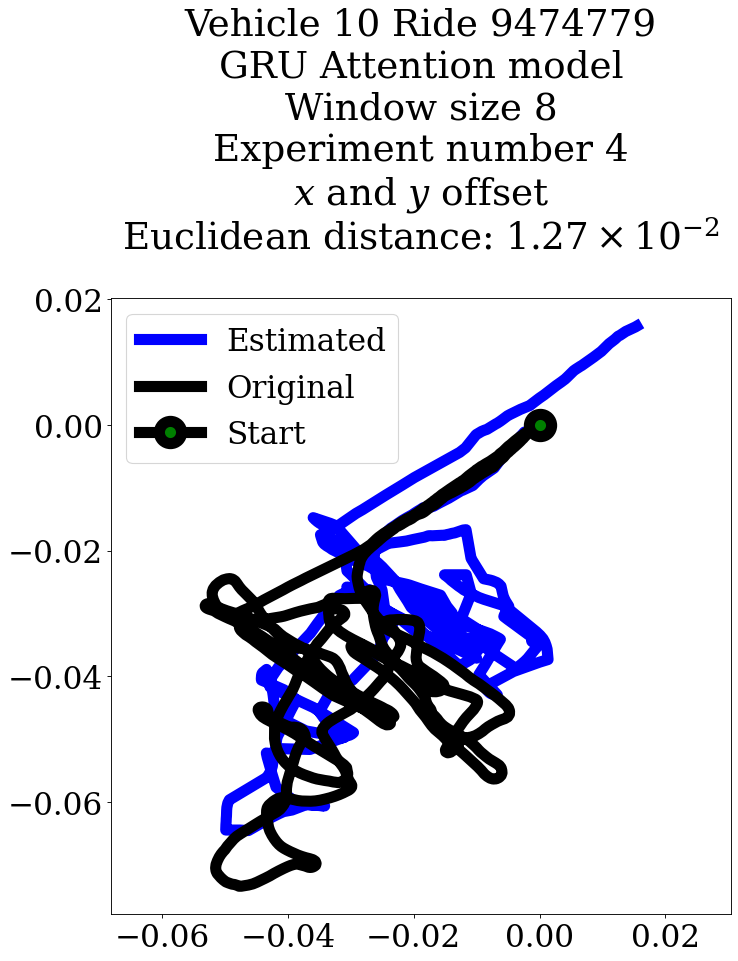 Vehicle 10 Ride 9474779
GRU Attention model
Window size 8
Experiment number 4
x and y offset
Euclidean distance: 1.27 × 10⁻²
Estimated
Original
Start
0.02
0.00
−0.02
−0.04
−0.06
−0.06 −0.04 −0.02 0.00 0.02